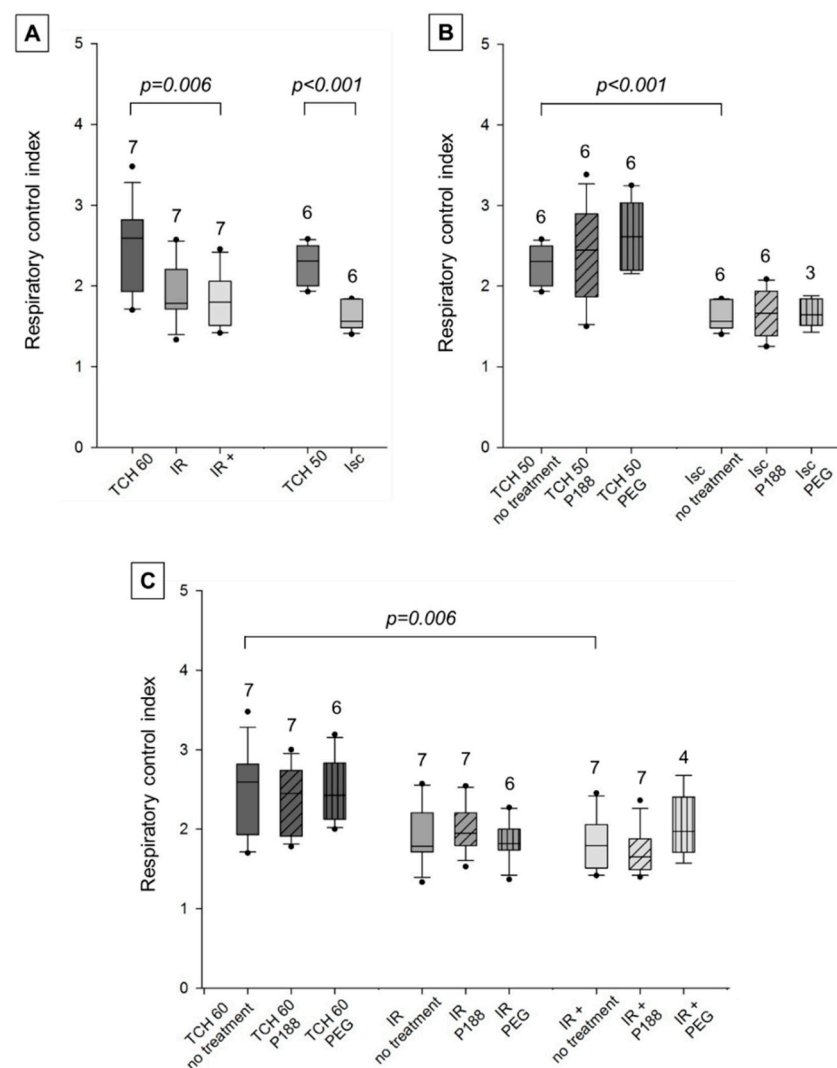 A
Respiratory control index
5
4
3
2
1
0
p=0.006
p<0.001
7
7
7
6
6
TCH 60
IR
IR +
TCH 50
Isc
B
Respiratory control index
5
4
3
2
1
0
p<0.001
6
6
6
6
6
3
TCH 50
no treatment
TCH 50
P188
TCH 50
PEG
Isc
no treatment
Isc
P188
Isc
PEG
C
Respiratory control index
5
4
3
2
1
0
p=0.006
7
7
6
7
7
6
7
7
4
TCH 60
no treatment
TCH 60
P188
TCH 60
PEG
IR
no treatment
IR
P188
IR
PEG
IR +
no treatment
IR +
P188
IR +
PEG